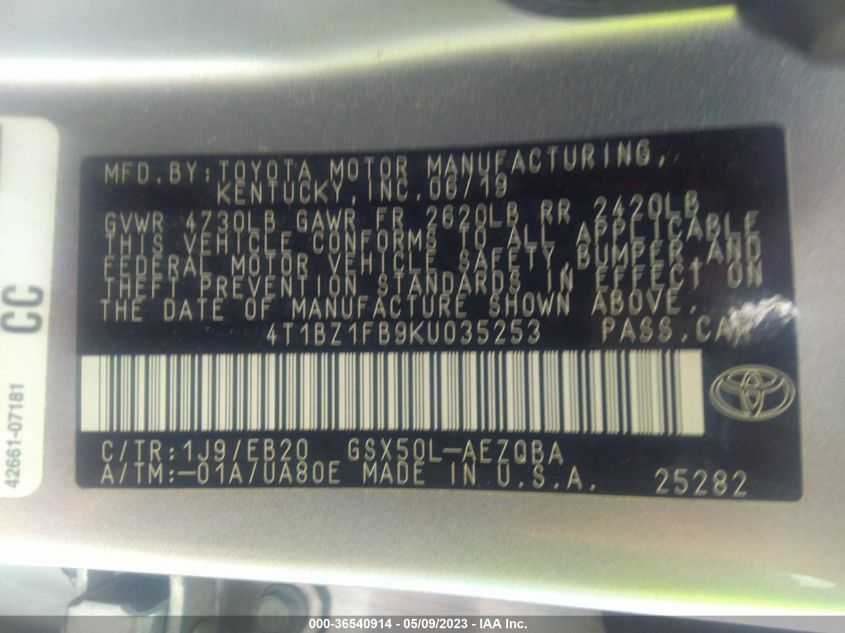 MFD.BY:TOYOTA MOTOR MANUFACTURING,
KENTUCKY,INC.06/19
GVWR 4730LB GAWR FR 2620LB RR 2420LB
THIS VEHICLE CONFORMS TO ALL APPLICABLE
FEDERAL MOTOR VEHICLE SAFETY,BUMPER,AND
THEFT PREVENTION STANDARDS IN EFFECT ON
THE DATE OF MANUFACTURE SHOWN ABOVE.
4T1BZ1FB9KU035253 PASS.CAR
C/TR:1J9/EB20 GSX50L-AEZQBA
A/TM:-01A/UA80E MADE IN U.S.A. 25282
CC
42661-07181
000-36540914 - 05/09/2023 - IAA Inc.